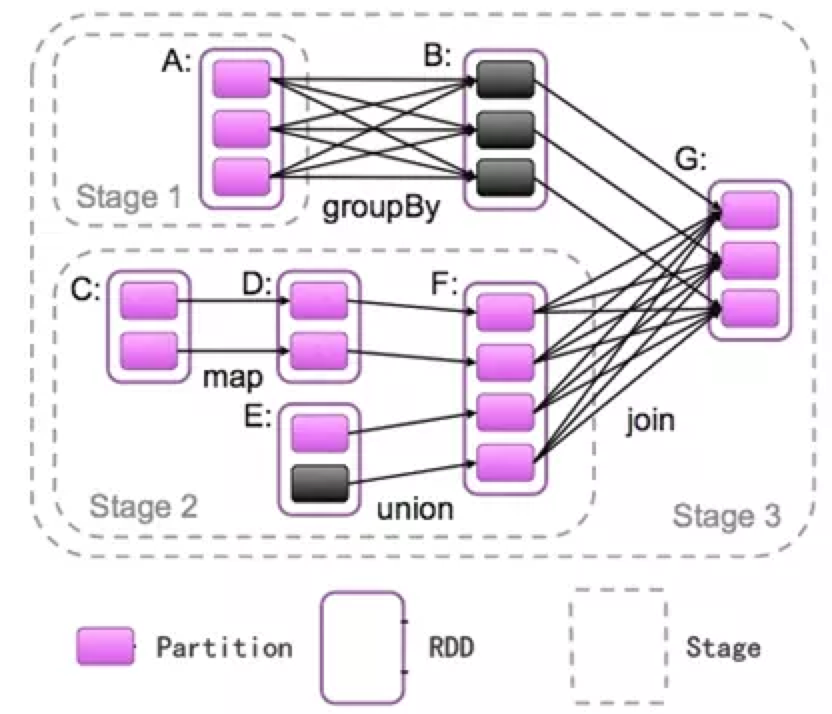 A:
B:
Stage 1
groupBy
G:
C:
D:
F:
map
E:
join
Stage 2
union
Stage 3
Partition
RDD
Stage